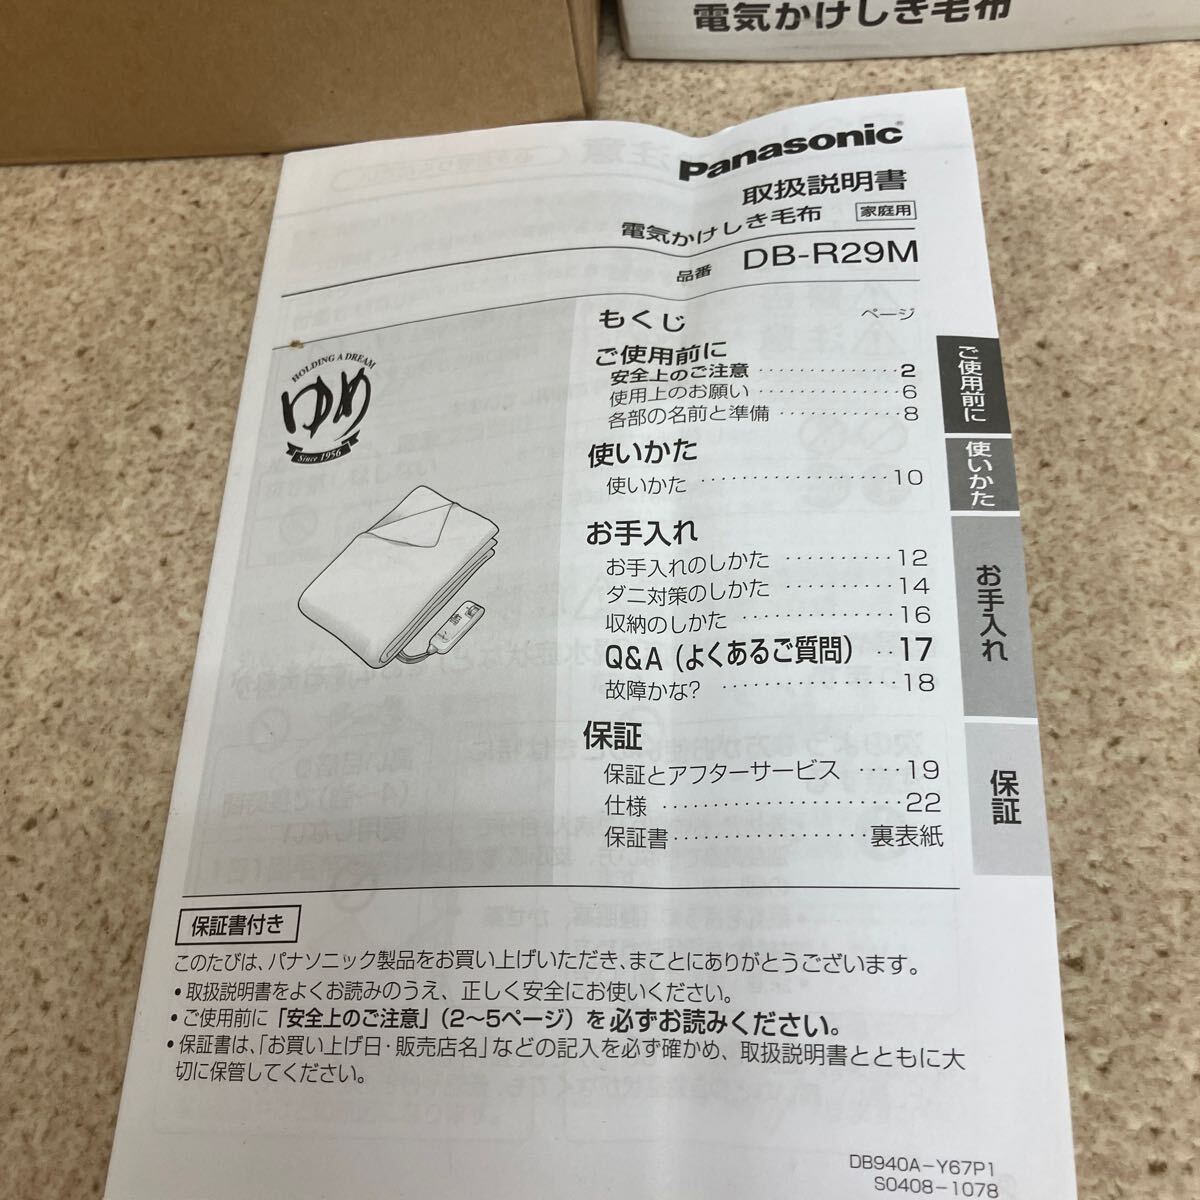 電気かけしき毛布
Panasonic
取扱説明書
電気かけしき毛布 家庭用
品番 DB-R29M
HOLDING A DREAM
ゆめ
Since 1956
もくじ ページ
ご使用前に
安全上のご注意 ・・・・・・・・・・・・・・ 2
使用上のお願い ・・・・・・・・・・・・・・ 6
各部の名前と準備 ・・・・・・・・・・・・ 8
使いかた
使いかた ・・・・・・・・・・・・・・・・・・ 10
お手入れ
お手入れのしかた ・・・・・・・・・・ 12
ダニ対策のしかた ・・・・・・・・・・ 14
収納のしかた ・・・・・・・・・・・・・・ 16
Q&A（よくあるご質問） ・・ 17
故障かな? ・・・・・・・・・・・・・・・・ 18
保証
保証とアフターサービス ・・・・ 19
仕様 ・・・・・・・・・・・・・・・・・・・・・・ 22
保証書・・・・・・・・・・・・・・・・・・ 裏表紙
ご使用前に
使いかた
お手入れ
保証
保証書付き
このたびは、パナソニック製品をお買い上げいただき、まことにありがとうございます。
・取扱説明書をよくお読みのうえ、正しく安全にお使いください。
・ご使用前に「安全上のご注意」（2～5ページ）を必ずお読みください。
・保証書は、「お買い上げ日・販売店名」などの記入を必ず確かめ、取扱説明書とともに大
切に保管してください。
DB940A-Y67P1
S0408-1078